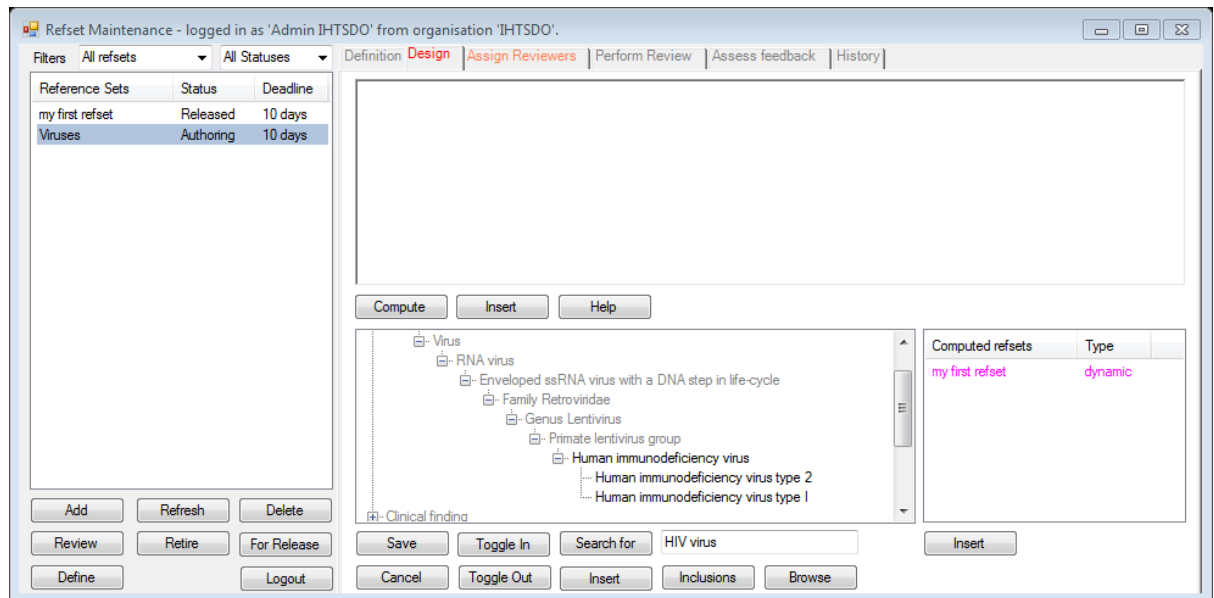 Refset Maintenance - logged in as 'Admin IHTSDO' from organisation 'IHTSDO'.
Filters All refsets All Statuses
Definition Design Assign Reviewers Perform Review Assess feedback History
Reference Sets Status Deadline
my first refset Released 10 days
Viruses Authoring 10 days
Compute Insert Help
Virus
RNA virus
Enveloped ssRNA virus with a DNA step in life-cycle
Family Retroviridae
Genus Lentivirus
Primate lentivirus group
Human immunodeficiency virus
Human immunodeficiency virus type 2
Human immunodeficiency virus type I
Clinical finding
Computed refsets Type
my first refset dynamic
Add Refresh Delete
Review Retire For Release
Define Logout
Save Toggle In Search for HIV virus Insert
Cancel Toggle Out Insert Inclusions Browse